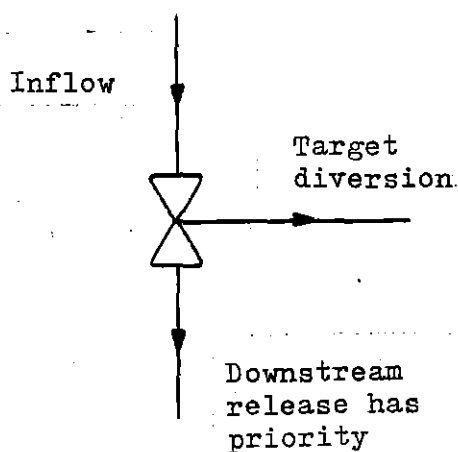 Inflow
Target
diversion
Downstream
release has
priority